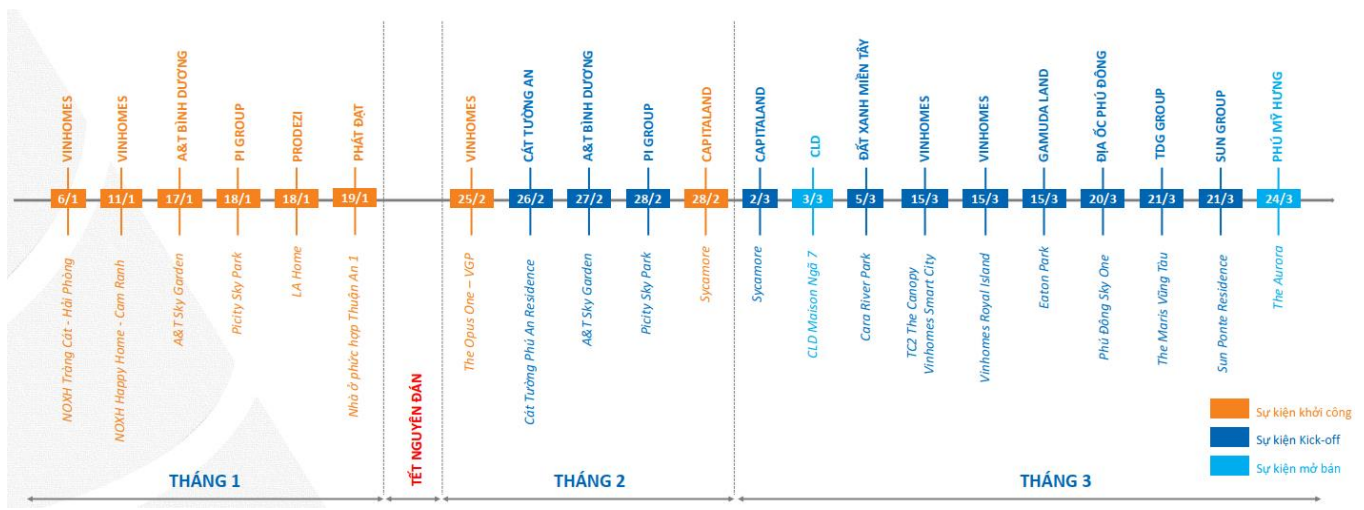 VINHOMES
6/1
NOXH Tràng Cát - Hải Phòng
VINHOMES
11/1
NOXH Happy Home - Cam Ranh
A&T BÌNH DƯƠNG
17/1
A&T Sky Garden
PI GROUP
18/1
Picity Sky Park
PRODEZI
18/1
LA Home
PHÁT ĐẠT
19/1
Nhà ở phức hợp Thuận An 1
TẾT NGUYÊN ĐÁN
VINHOMES
25/2
The Opus One – VGP
CÁT TƯỜNG AN
26/2
Cát Tường Phú An Residence
A&T BÌNH DƯƠNG
27/2
A&T Sky Garden
PI GROUP
28/2
Picity Sky Park
CAPITALAND
28/2
Sycamore
CAPITALAND
2/3
Sycamore
CLD
3/3
CLD Maison Ngã 7
ĐẤT XANH MIỀN TÂY
5/3
Cara River Park
VINHOMES
15/3
TC2 The Canopy
Vinhomes Smart City
VINHOMES
15/3
Vinhomes Royal Island
GAMUDA LAND
15/3
Eaton Park
ĐỊA ỐC PHÚ ĐÔNG
20/3
Phú Đông Sky One
TDG GROUP
21/3
The Maris Vũng Tàu
SUN GROUP
21/3
Sun Ponte Residence
PHÚ MỸ HƯNG
24/3
The Aurora
Sự kiện khởi công
Sự kiện Kick-off
Sự kiện mở bán
THÁNG 1
THÁNG 2
THÁNG 3